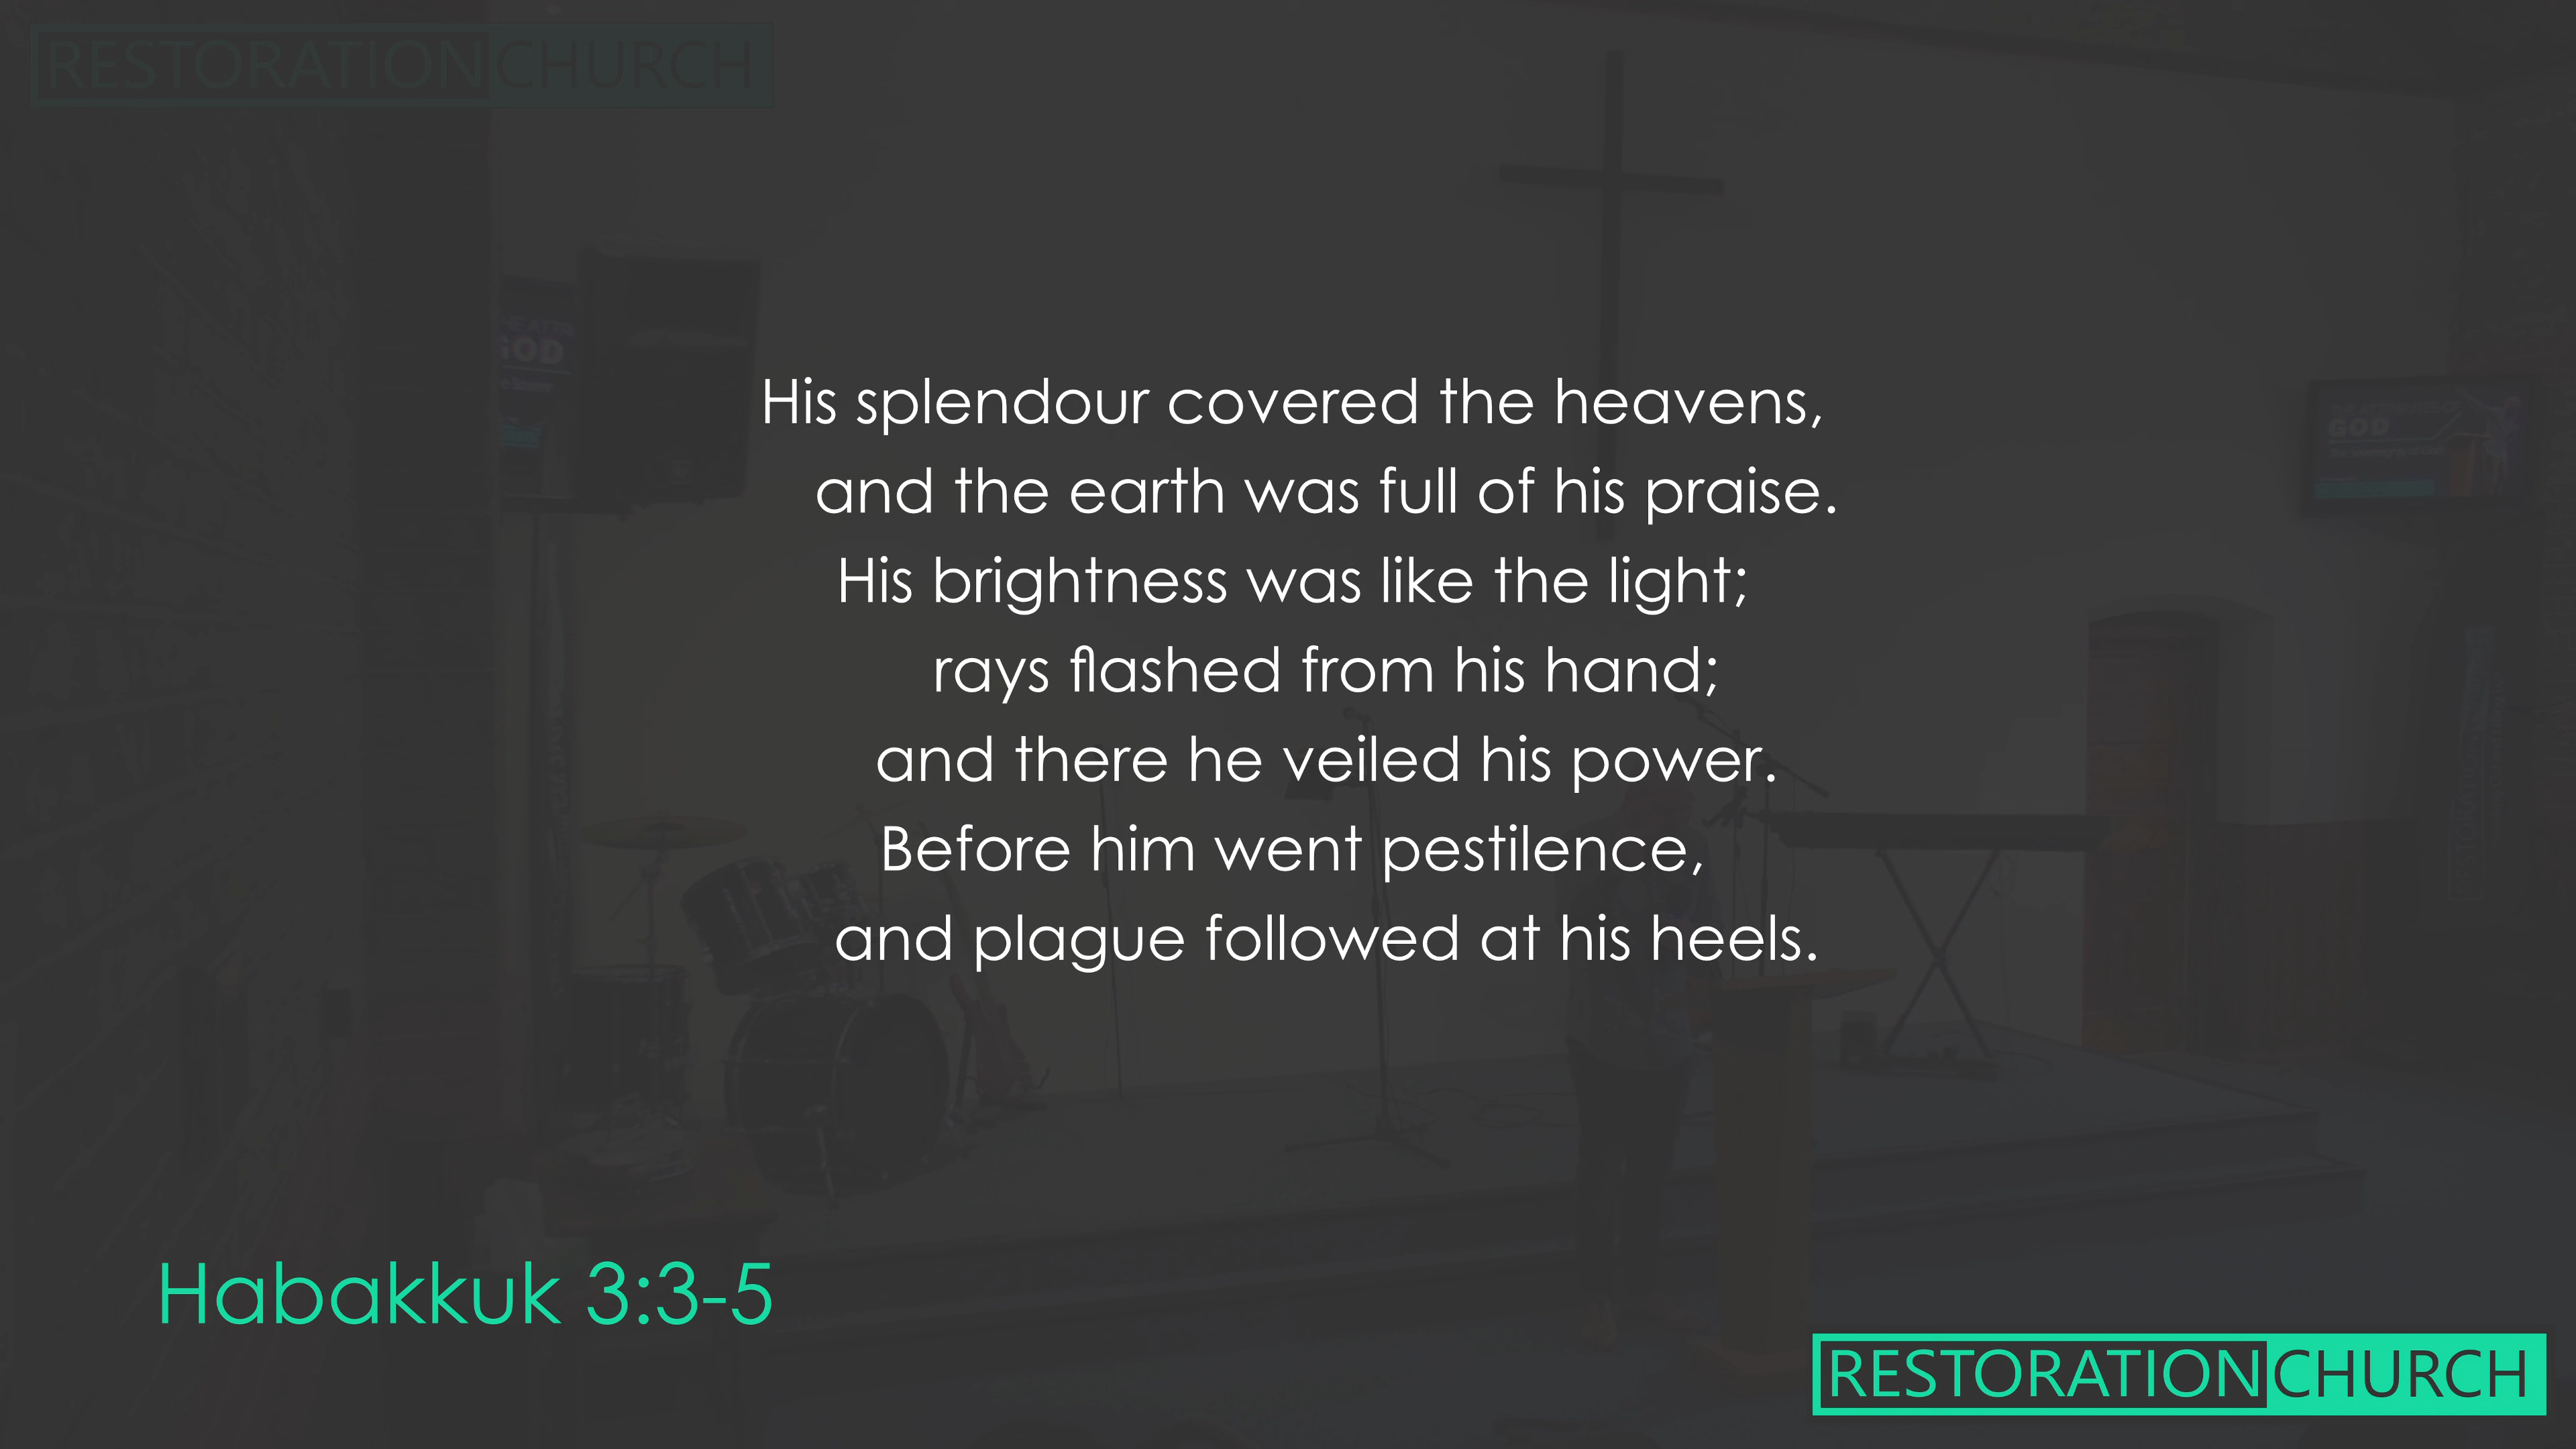 RESTORATIONCHURCH
GOD
GOD
His splendour covered the heavens,
and the earth was full of his praise.
His brightness was like the light;
rays flashed from his hand;
and there he veiled his power.
Before him went pestilence,
and plague followed at his heels.
Habakkuk 3:3-5
RESTORATIONCHURCH